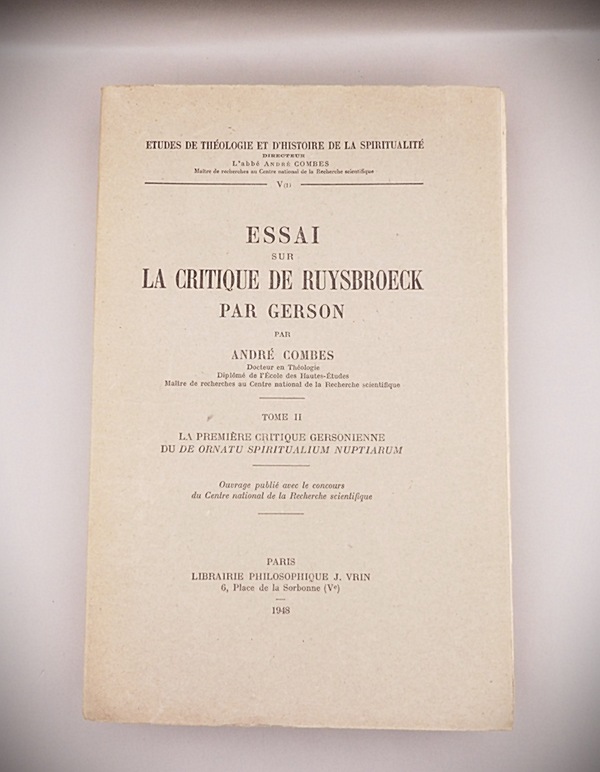 ETUDES DE THÉOLOGIE ET D'HISTOIRE DE LA SPIRITUALITÉ
DIRECTEUR
L'abbé ANDRÉ COMBES
Maître de recherches au Centre national de la Recherche scientifique
V(2)
ESSAI
SUR
LA CRITIQUE DE RUYSBROECK
PAR GERSON
PAR
ANDRÉ COMBES
Docteur en Théologie
Diplômé de l'École des Hautes-Études
Maître de recherches au Centre national de la Recherche scientifique
TOME II
LA PREMIÈRE CRITIQUE GERSONIENNE
DU DE ORNATU SPIRITUALIUM NUPTIARUM
Ouvrage publié avec le concours
du Centre national de la Recherche scientifique
PARIS
LIBRAIRIE PHILOSOPHIQUE J. VRIN
6, Place de la Sorbonne (Vᵉ)
1948